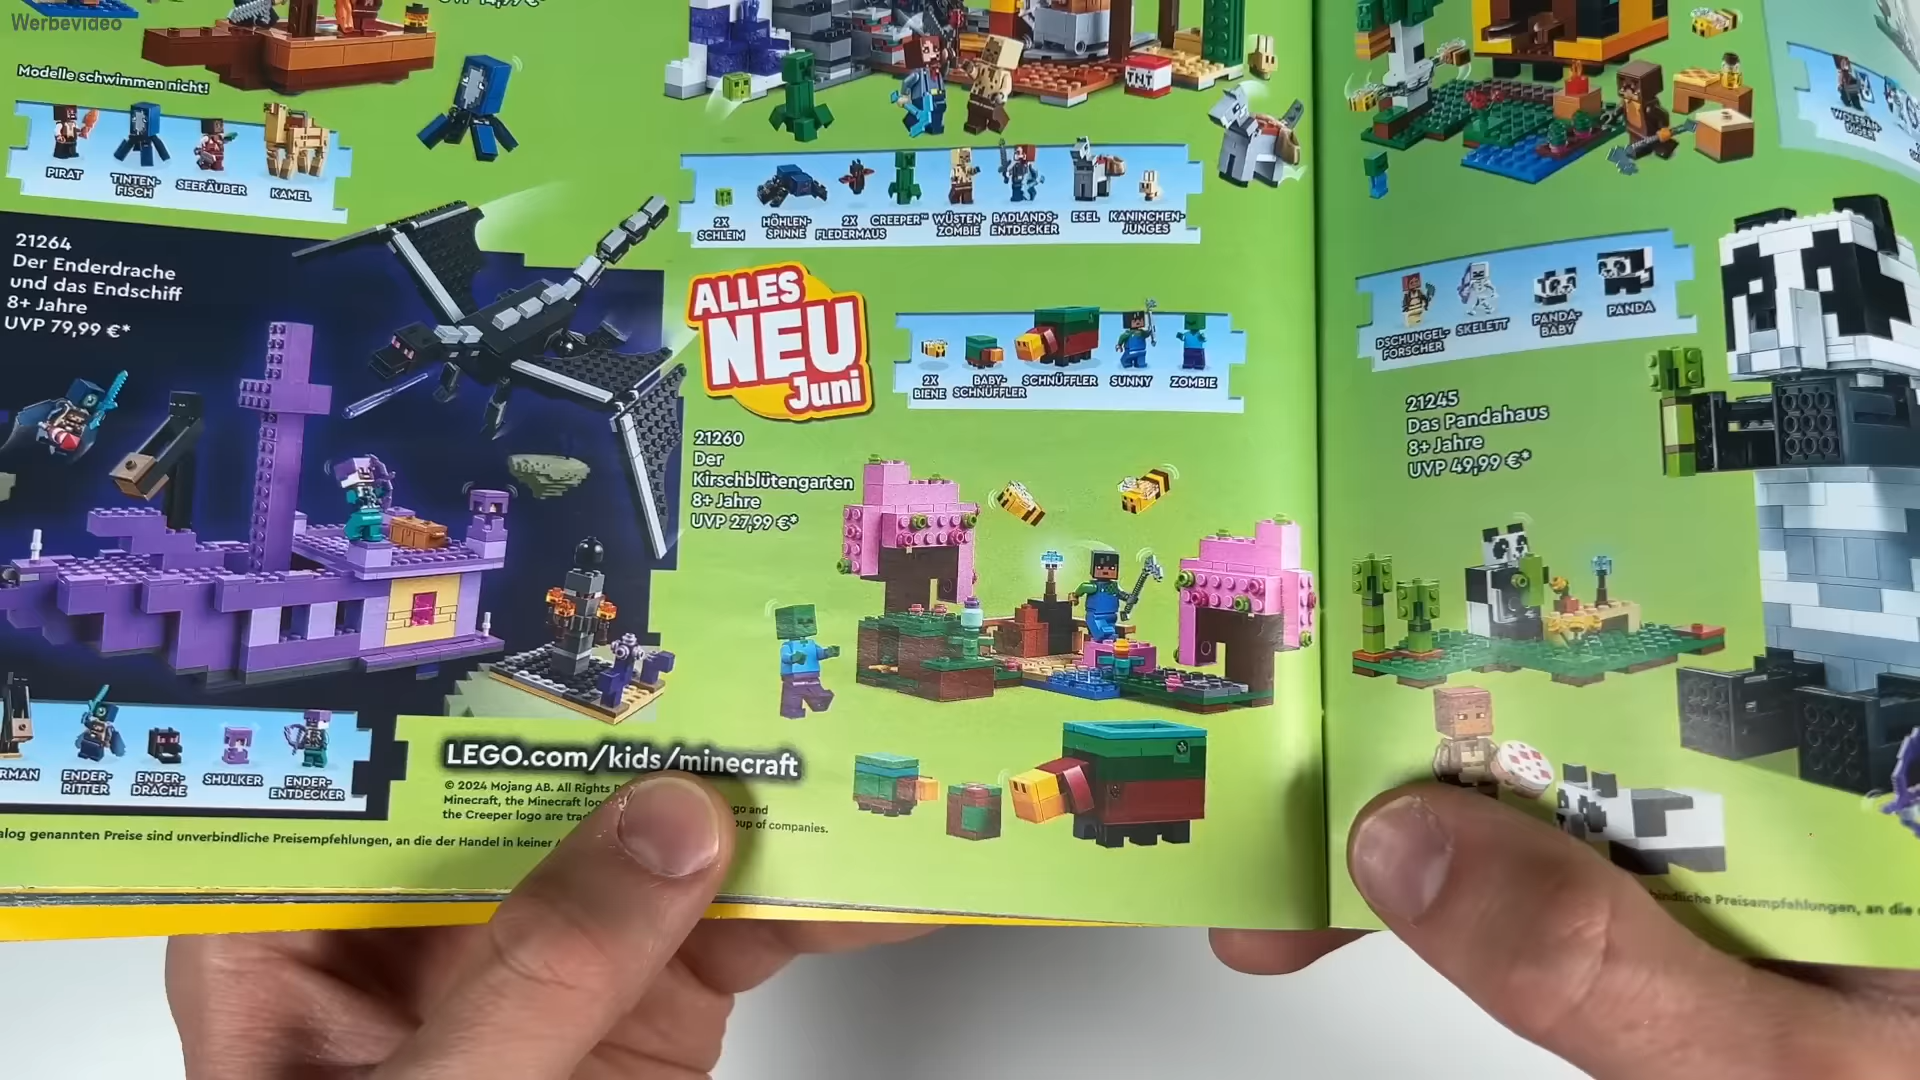 Werbevideo
Modelle schwimmen nicht!
PIRAT
TINTEN-
FISCH
SEERÄUBER
KAMEL
21264
Der Enderdrache
und das Endschiff
8+ Jahre
UVP 79,99 €*
RMAN
ENDER-
RITTER
ENDER-
DRACHE
SHULKER
ENDER-
ENTDECKER
LEGO.com/kids/minecraft
© 2024 Mojang AB. All Rights
Minecraft, the Minecraft
the Creeper logo are
go and
oup of companies.
alog genannten Preise sind unverbindliche Preisempfehlungen, an die der Handel in keiner
TNT
2X
SCHLEIM
HÖHLEN-
SPINNE
2X
FLEDERMAUS
CREEPER™
WÜSTEN-
ZOMBIE
BADLANDS-
ENTDECKER
ESEL
KANINCHEN-
JUNGES
ALLES
NEU
Juni
2X
BIENE
BABY-
SCHNÜFFLER
SCHNÜFFLER
SUNNY
ZOMBIE
21260
Der
Kirschblütengarten
8+ Jahre
UVP 27,99 €*
WOLFBÄN-
DIGER
DSCHUNGEL-
FORSCHER
SKELETT
PANDA-
BABY
PANDA
21245
Das Pandahaus
8+ Jahre
UVP 49,99 €*
bindliche Preisempfehlungen, an die